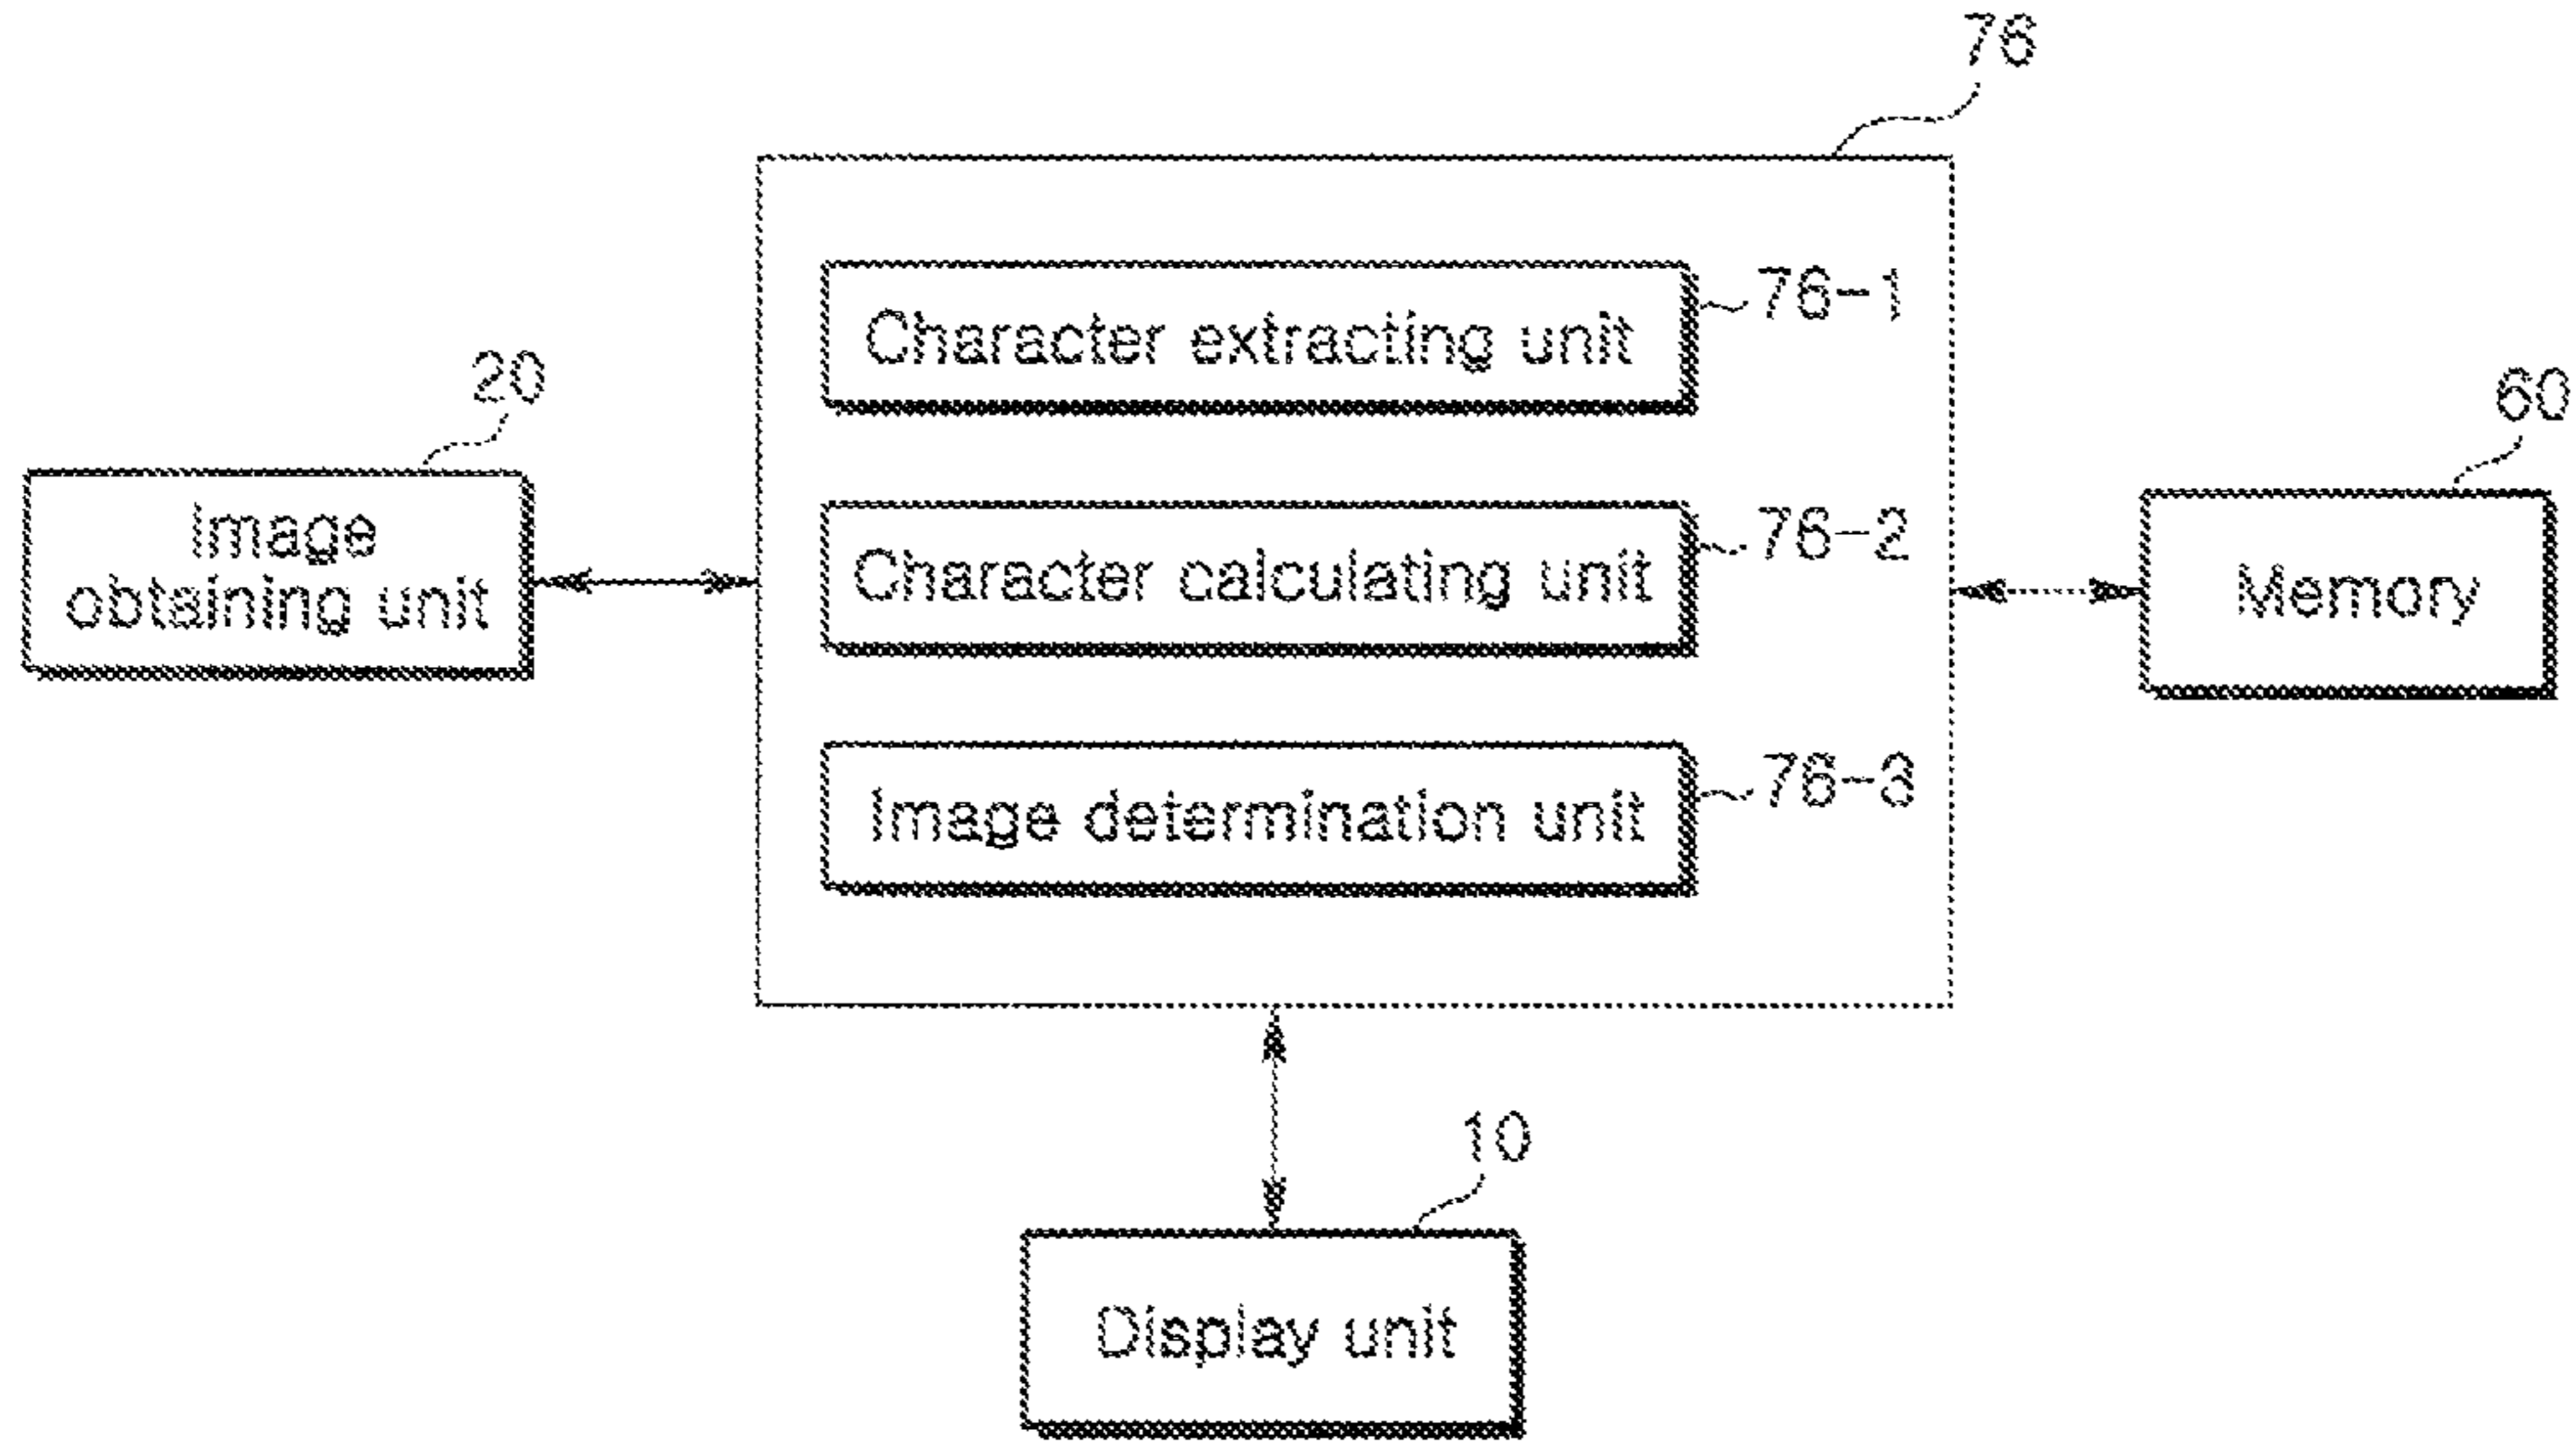 76
Character extracting unit
76-1
20
60
Image
obtaining unit
Character calculating unit
76-2
Memory
Image determination unit
76-3
10
Display unit